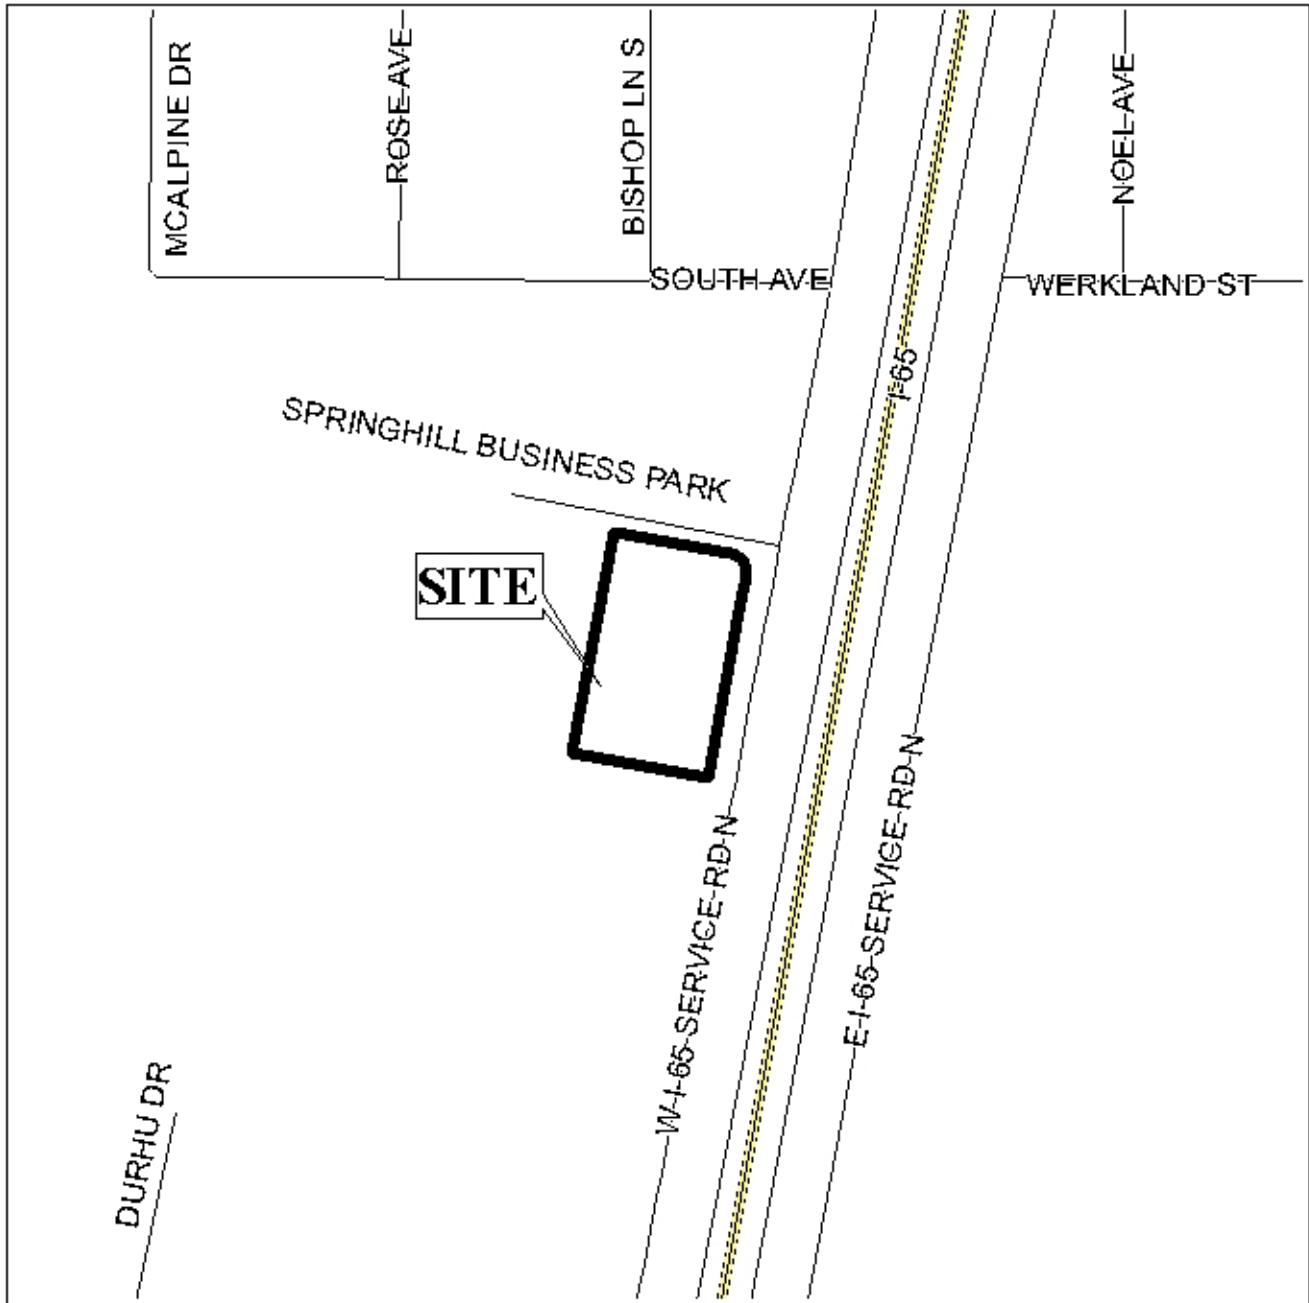 MCALPINE DR
ROSE AVE
BISHOP LN S
NOEL AVE
SOUTH AVE
WERKLAND ST
I-65
SPRINGHILL BUSINESS PARK
SITE
W I-65 SERVICE RD N
E I-65 SERVICE RD N
DURHU DR